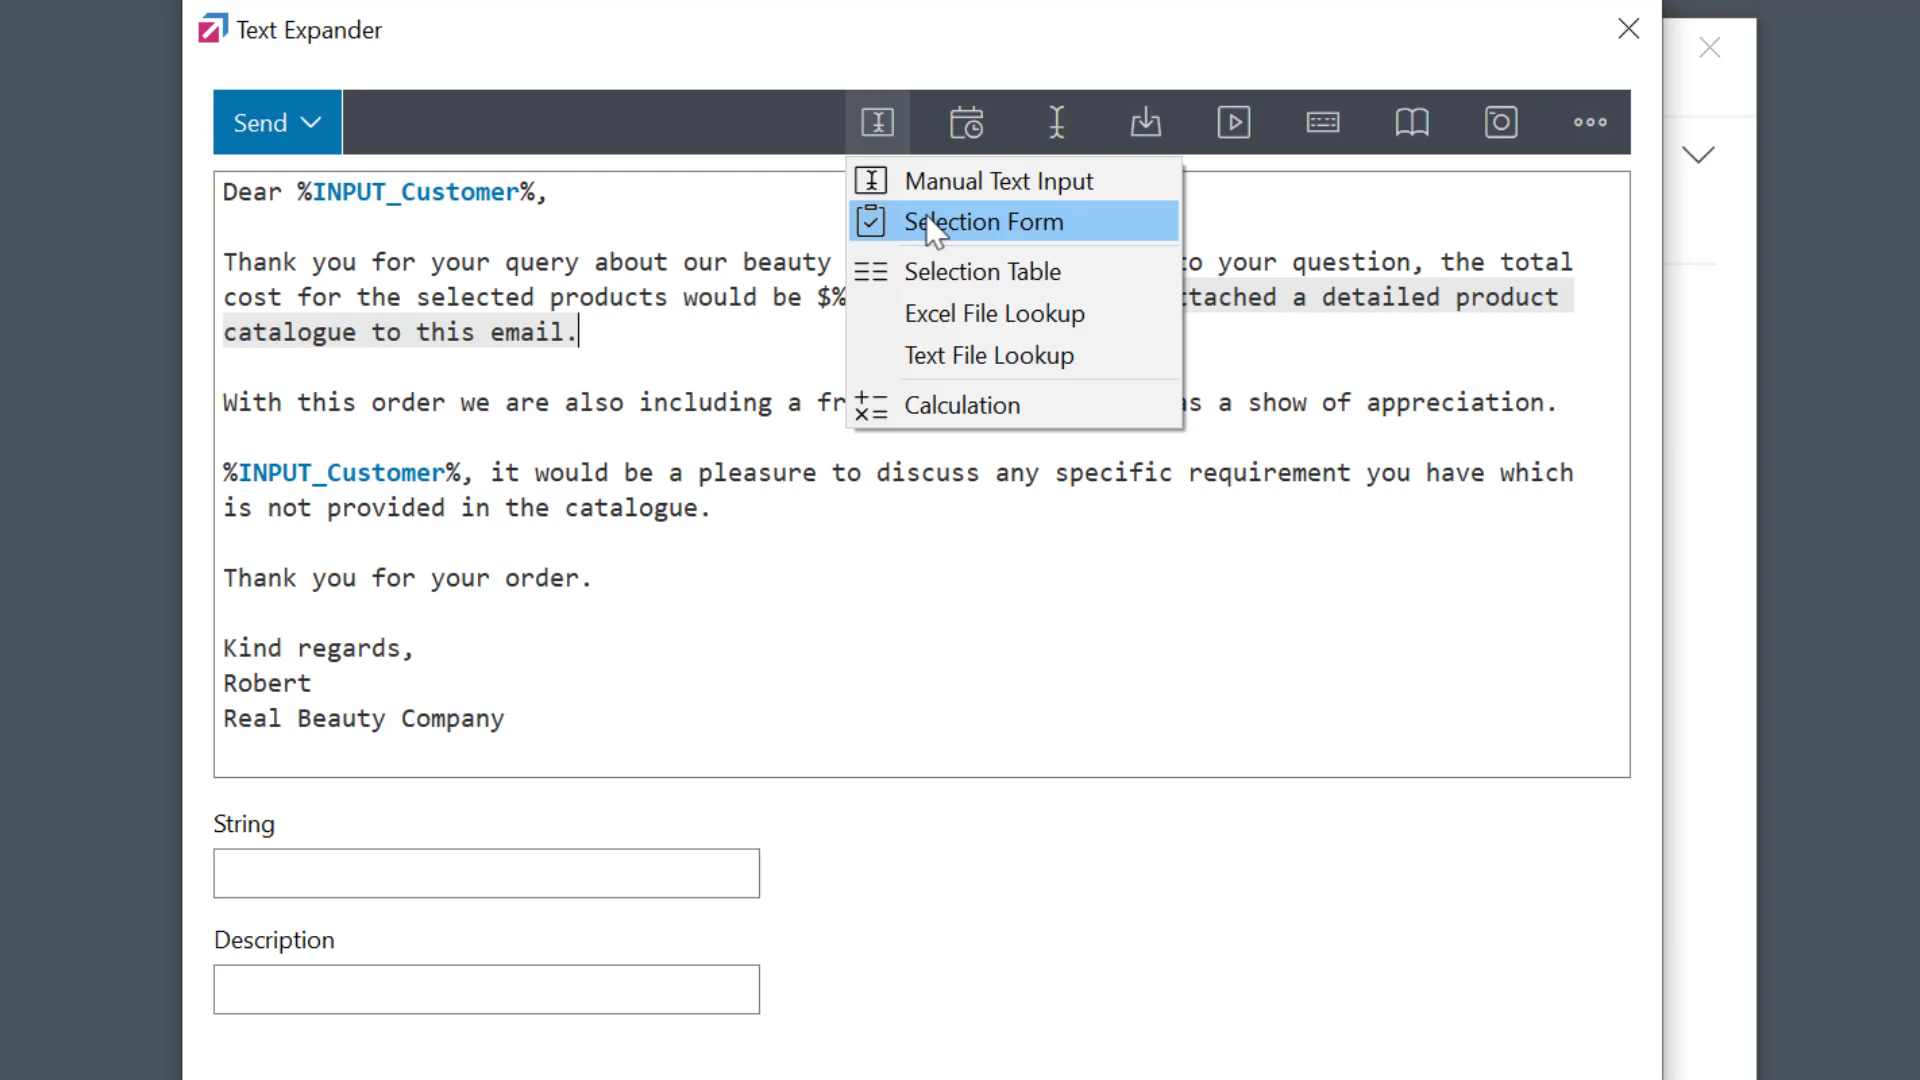 Text Expander
Send
Manual Text Input
Selection Form
Selection Table
Excel File Lookup
Text File Lookup
Calculation
Dear %INPUT_Customer%,
Thank you for your query about our beauty to your question, the total
cost for the selected products would be $% attached a detailed product
catalogue to this email.
With this order we are also including a as a show of appreciation.
%INPUT_Customer%, it would be a pleasure to discuss any specific requirement you have which
is not provided in the catalogue.
Thank you for your order.
Kind regards,
Robert
Real Beauty Company
String
Description